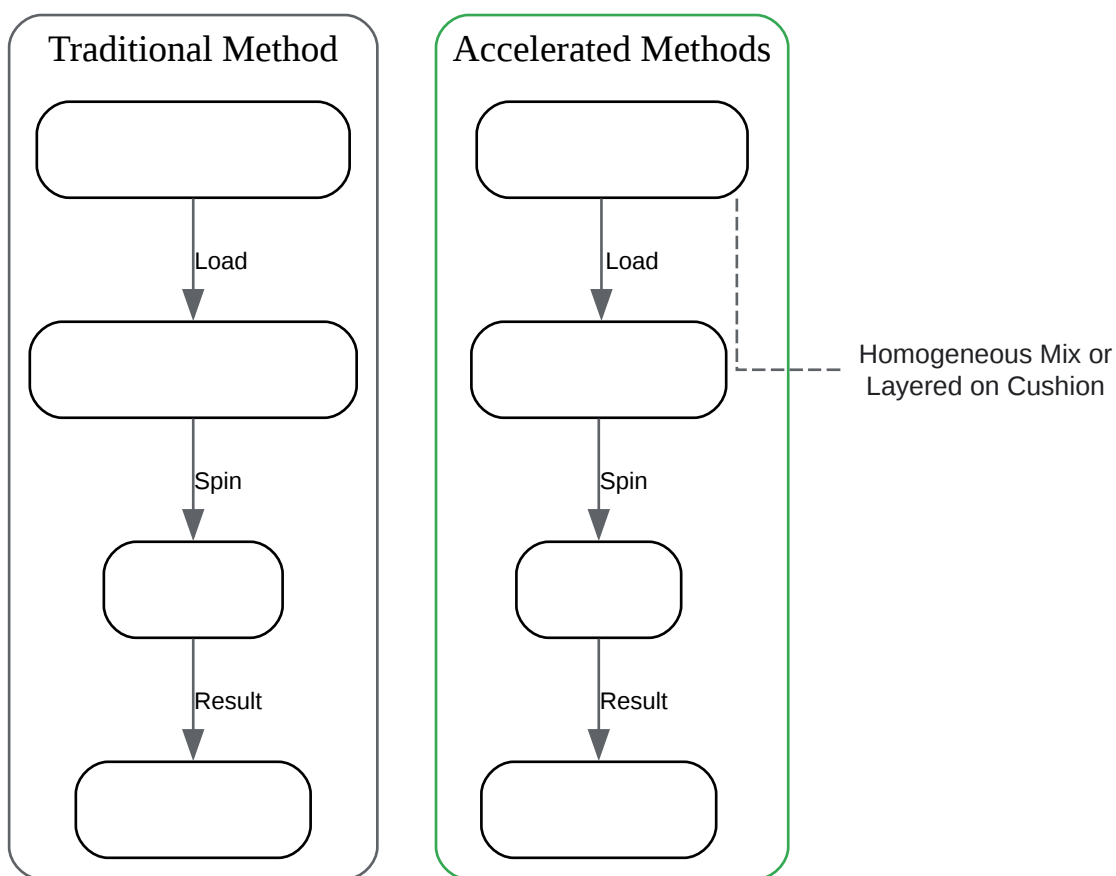 Traditional Method
Load
Spin
Result
Accelerated Methods
Load
Spin
Result
Homogeneous Mix or
Layered on Cushion